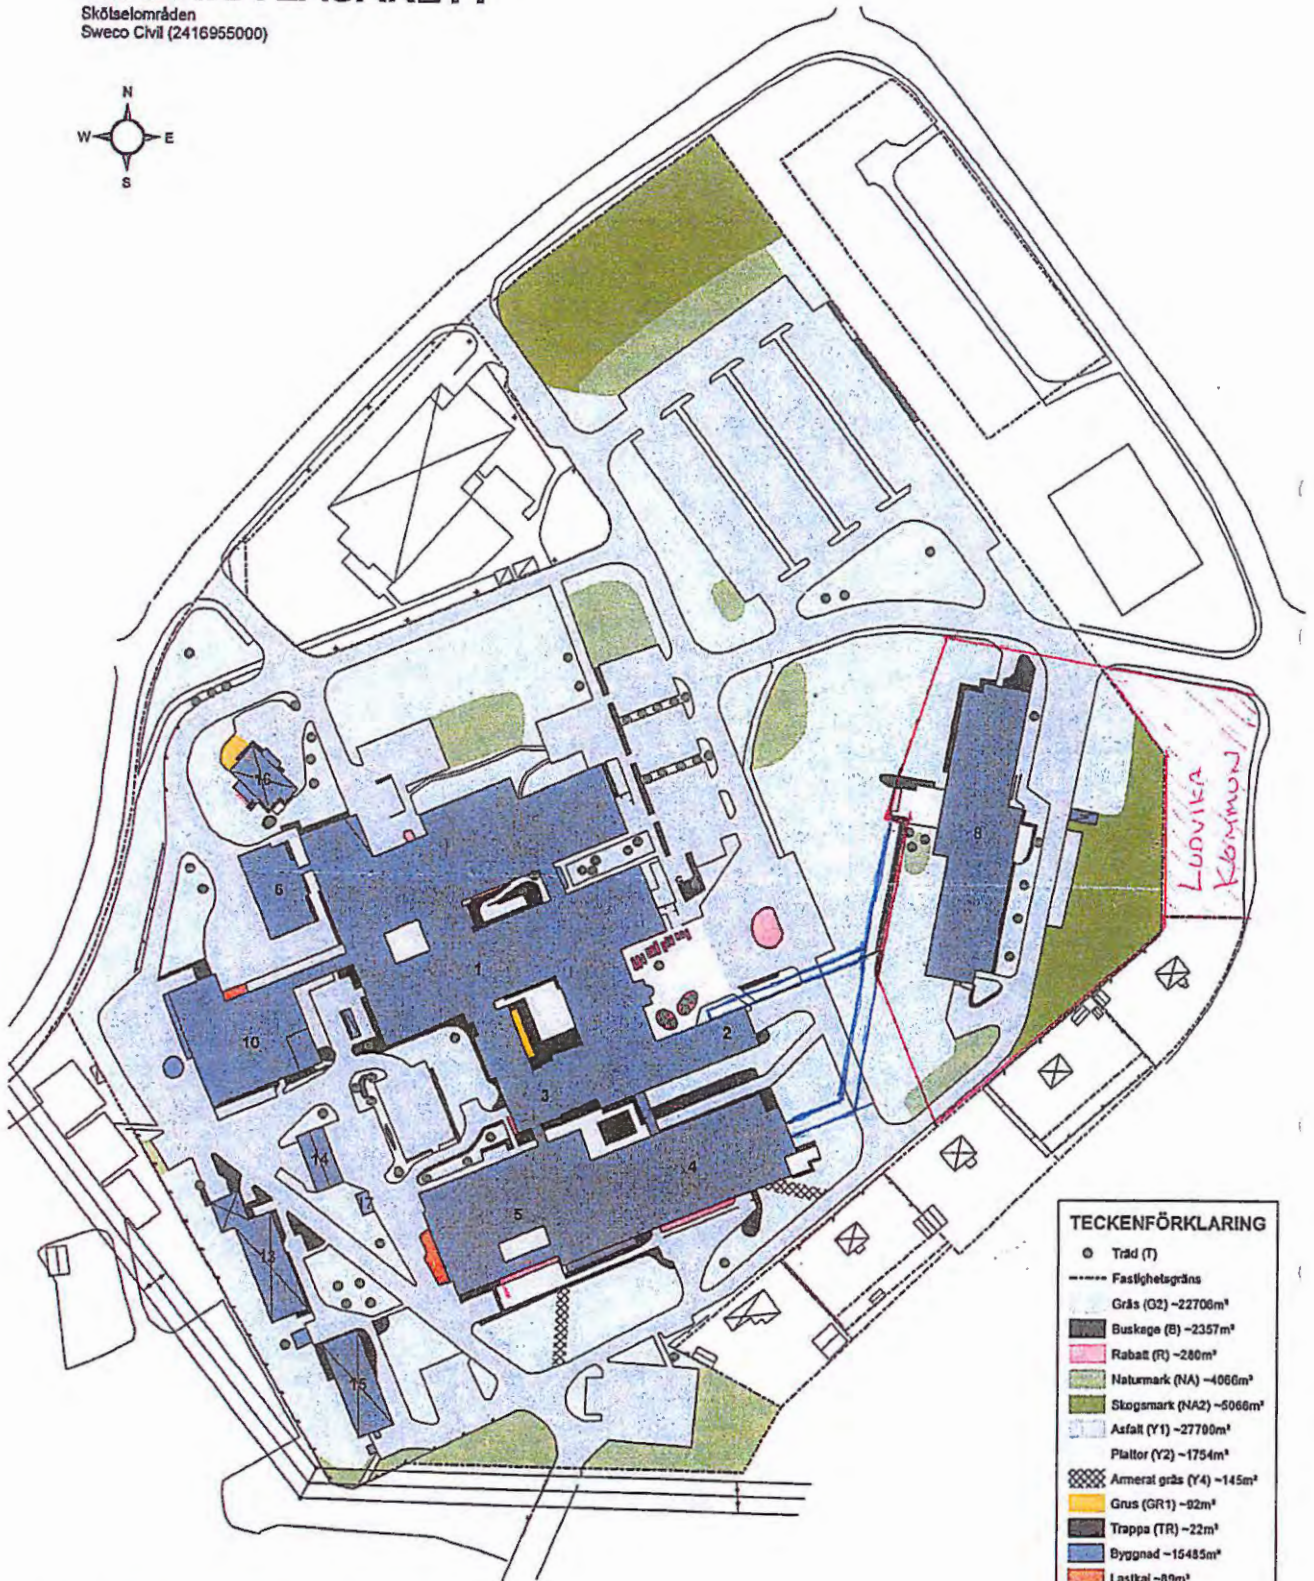 Skötselområden
Sweco Civil (2416955000)
N
W E
S
16
6
8
1
10
2
3
14
4
5
13
15
LUDVIKA
KOMMUN
TECKENFÖRKLARING
Träd (T)
Fastighetsgräns
Gräs (G2) ~22706m²
Buskage (B) ~2357m²
Rabatt (R) ~280m²
Naturmark (NA) ~4066m²
Skogsmark (NA2) ~5066m²
Asfalt (Y1) ~27700m²
Plattor (Y2) ~1754m²
Armerat gräs (Y4) ~145m²
Grus (GR1) ~92m²
Trappa (TR) ~22m²
Byggnad ~15485m²
Lastkaj ~89m²